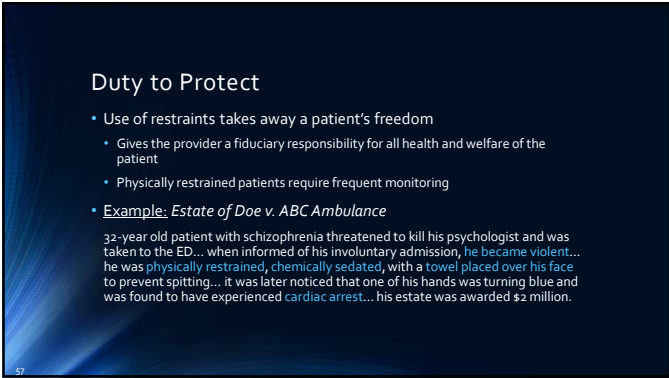 Duty to Protect
• Use of restraints takes away a patient's freedom
• Gives the provider a fiduciary responsibility for all health and welfare of the
patient
• Physically restrained patients require frequent monitoring
• Example: Estate of Doe v. ABC Ambulance
32-year old patient with schizophrenia threatened to kill his psychologist and was
taken to the ED... when informed of his involuntary admission, he became violent...
he was physically restrained, chemically sedated, with a towel placed over his face
to prevent spitting... it was later noticed that one of his hands was turning blue and
was found to have experienced cardiac arrest... his estate was awarded $2 million.
57